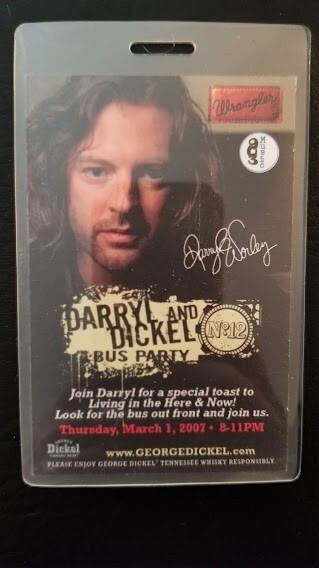 Wrangler
Darryl Worley
DARRYL AND
DICKEL
Nº12
BUS PARTY
Join Darryl for a special toast to
Living in the Here & Now!
Look for the bus out front and join us.
Thursday, March 1, 2007 • 8-11PM
GEORGE
Dickel
www.GEORGEDICKEL.com
PLEASE ENJOY GEORGE DICKEL® TENNESSEE WHISKY RESPONSIBLY.